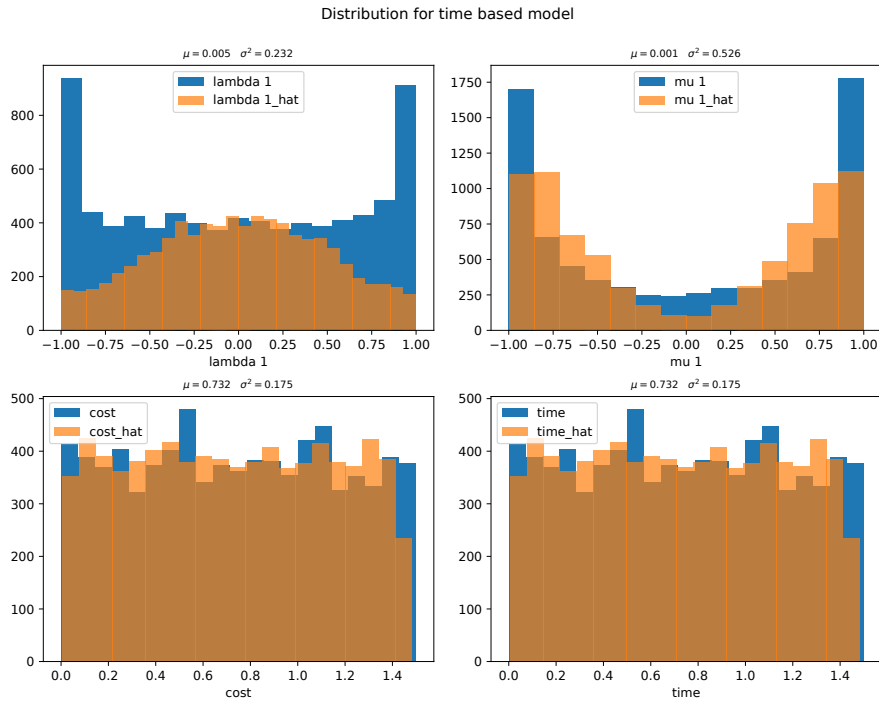 Distribution for time based model
μ = 0.005 σ² = 0.232
lambda 1
lambda 1_hat
0
200
400
600
800
−1.00 −0.75 −0.50 −0.25 0.00 0.25 0.50 0.75 1.00
lambda 1
μ = 0.001 σ² = 0.526
mu 1
mu 1_hat
0
250
500
750
1000
1250
1500
1750
−1.00 −0.75 −0.50 −0.25 0.00 0.25 0.50 0.75 1.00
mu 1
μ = 0.732 σ² = 0.175
cost
cost_hat
0
100
200
300
400
500
0.0 0.2 0.4 0.6 0.8 1.0 1.2 1.4
cost
μ = 0.732 σ² = 0.175
time
time_hat
0
100
200
300
400
500
0.0 0.2 0.4 0.6 0.8 1.0 1.2 1.4
time